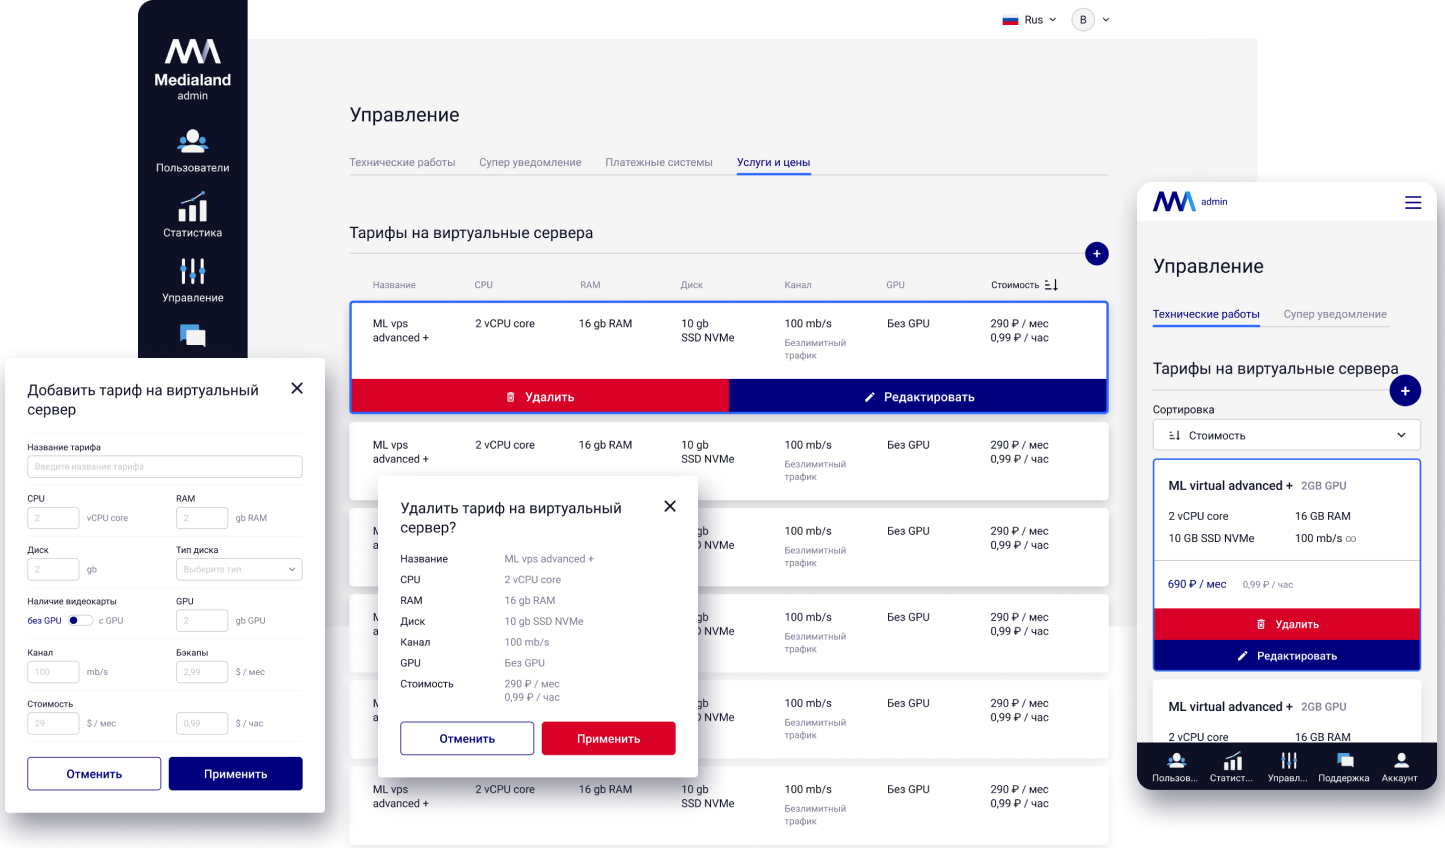 Rus
B
Medialand
admin
Пользователи
Статистика
Управление
Управление
Технические работы Супер уведомление Платежные системы Услуги и цены
Тарифы на виртуальные сервера
+
Название CPU RAM Диск Канал GPU Стоимость
ML vps 2 vCPU core 16 gb RAM 10 gb 100 mb/s Без GPU 290 ₽ / мес
advanced + SSD NVMe Безлимитный 0,99 ₽ / час
трафик
Удалить Редактировать
ML vps 2 vCPU core 16 gb RAM 10 gb 100 mb/s Без GPU 290 ₽ / мес
advanced + SSD NVMe Безлимитный 0,99 ₽ / час
трафик
100 mb/s Без GPU 290 ₽ / мес
NVMe Безлимитный 0,99 ₽ / час
трафик
100 mb/s Без GPU 290 ₽ / мес
NVMe Безлимитный 0,99 ₽ / час
трафик
100 mb/s Без GPU 290 ₽ / мес
NVMe Безлимитный 0,99 ₽ / час
трафик
ML vps 2 vCPU core 16 gb RAM 10 gb 100 mb/s Без GPU 290 ₽ / мес
advanced + SSD NVMe Безлимитный 0,99 ₽ / час
трафик
Добавить тариф на виртуальный
сервер
Название тарифа
Введите название тарифа
CPU RAM
2 vCPU core 2 gb RAM
Диск Тип диска
2 gb Выберите тип
Наличие видеокарты GPU
без GPU с GPU 2 gb GPU
Канал Бэкапы
100 mb/s 2,99 $ / мес
Стоимость
29 $ / мес 0,99 $ / час
Отменить Применить
Удалить тариф на виртуальный
сервер?
Название ML vps advanced +
CPU 2 vCPU core
RAM 16 gb RAM
Диск 10 gb SSD NVMe
Канал 100 mb/s
GPU Без GPU
Стоимость 290 ₽ / мес
0,99 ₽ / час
Отменить Применить
admin
Управление
Технические работы Супер уведомление
Тарифы на виртуальные сервера
+
Сортировка
Стоимость
ML virtual advanced + 2GB GPU
2 vCPU core 16 GB RAM
10 GB SSD NVMe 100 mb/s ∞
690 ₽ / мес 0,99 ₽ / час
Удалить
Редактировать
ML virtual advanced + 2GB GPU
2 vCPU core 16 GB RAM
Пользов... Статист... Управл... Поддержка Аккаунт